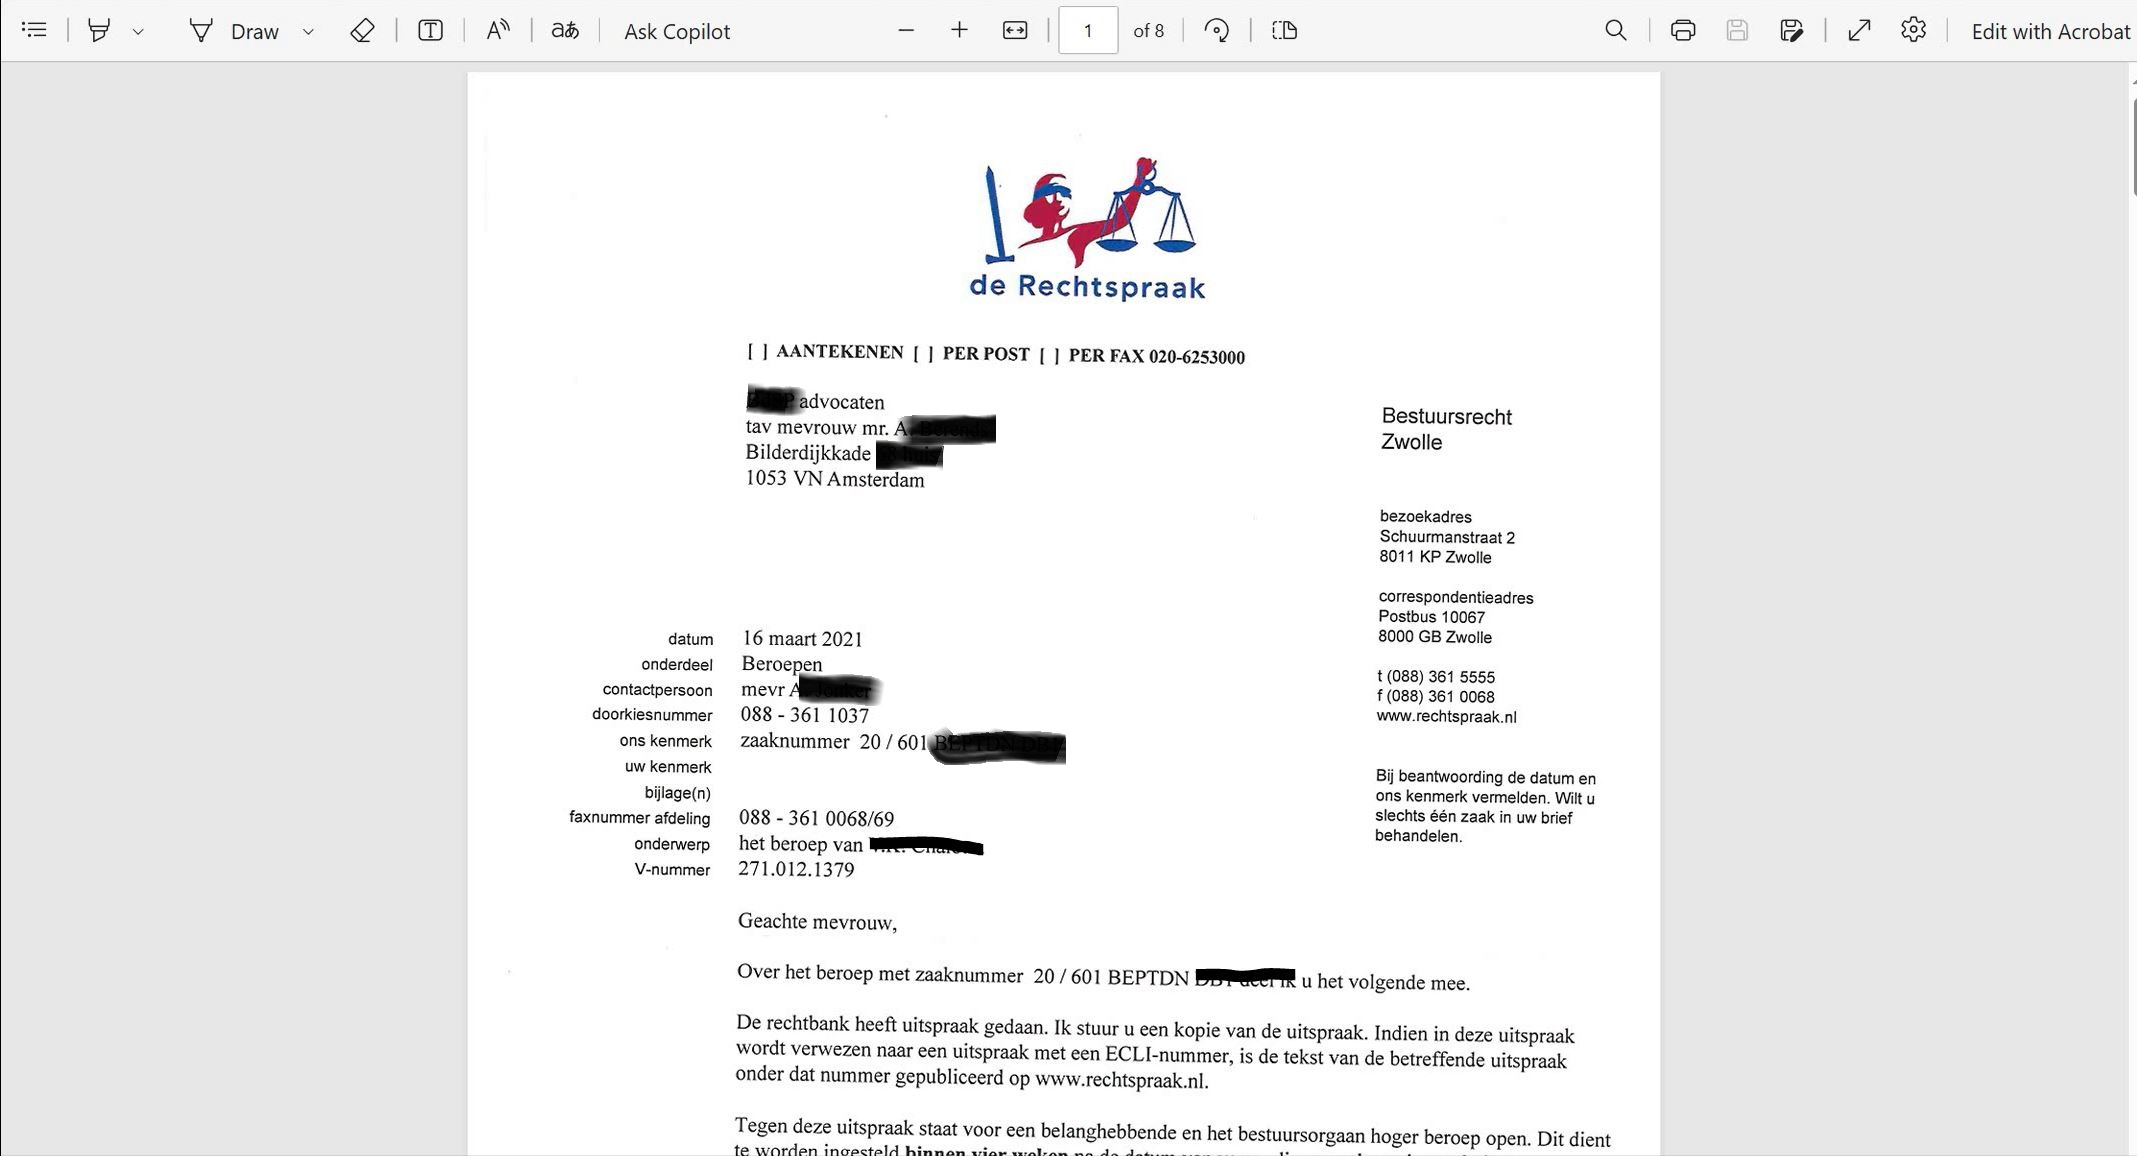 Draw
Ask Copilot
1 of 8
Edit with Acrobat
de Rechtspraak
[ ] AANTEKENEN [ ] PER POST [ ] PER FAX 020-6253000
advocaten
tav mevrouw mr. A.
Bilderdijkkade
1053 VN Amsterdam
Bestuursrecht
Zwolle
bezoekadres
Schuurmanstraat 2
8011 KP Zwolle
correspondentieadres
Postbus 10067
8000 GB Zwolle
t (088) 361 5555
f (088) 361 0068
www.rechtspraak.nl
Bij beantwoording de datum en
ons kenmerk vermelden. Wilt u
slechts één zaak in uw brief
behandelen.
datum 16 maart 2021
onderdeel Beroepen
contactpersoon mevr A
doorkiesnummer 088 - 361 1037
ons kenmerk zaaknummer 20 / 601
uw kenmerk
bijlage(n)
faxnummer afdeling 088 - 361 0068/69
onderwerp het beroep van
V-nummer 271.012.1379
Geachte mevrouw,
Over het beroep met zaaknummer 20 / 601 BEPTDN u het volgende mee.
De rechtbank heeft uitspraak gedaan. Ik stuur u een kopie van de uitspraak. Indien in deze uitspraak
wordt verwezen naar een uitspraak met een ECLI-nummer, is de tekst van de betreffende uitspraak
onder dat nummer gepubliceerd op www.rechtspraak.nl.
Tegen deze uitspraak staat voor een belanghebbende en het bestuursorgaan hoger beroep open. Dit dient
te worden ingesteld binnen vier weken na de datum